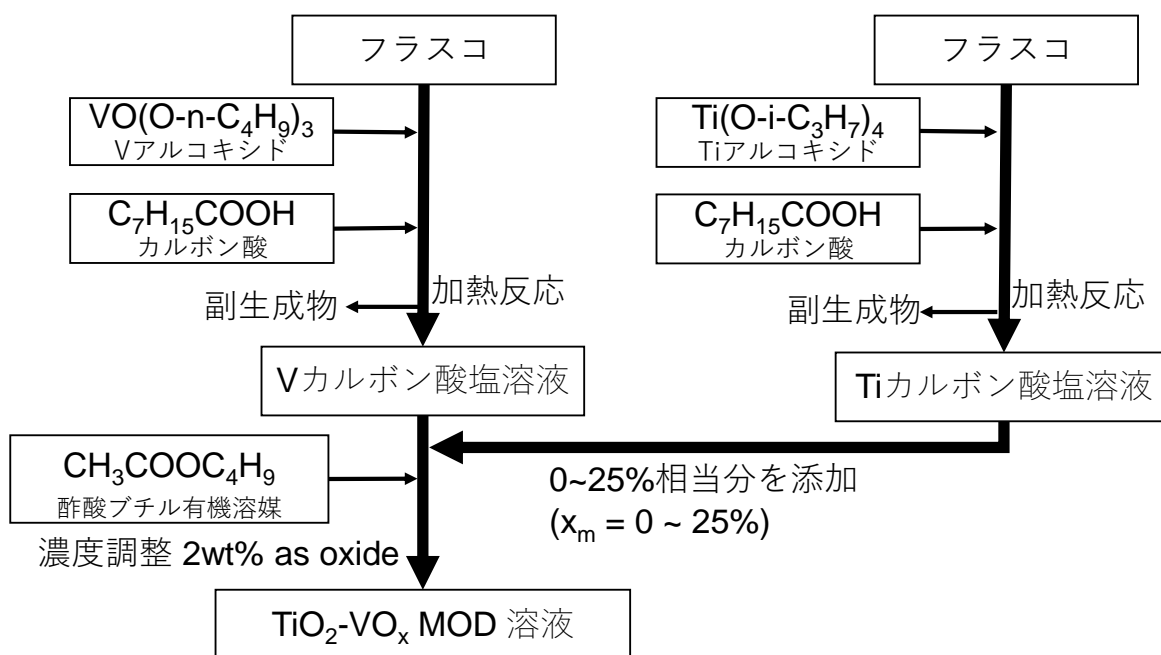 フラスコ
VO(O-n-C₄H₉)₃
Vアルコキシド
C₇H₁₅COOH
カルボン酸
副生成物
加熱反応
Vカルボン酸塩溶液
フラスコ
Ti(O-i-C₃H₇)₄
Tiアルコキシド
C₇H₁₅COOH
カルボン酸
副生成物
加熱反応
Tiカルボン酸塩溶液
CH₃COOC₄H₉
酢酸ブチル有機溶媒
0~25%相当分を添加
(xₘ = 0 ~ 25%)
濃度調整 2wt% as oxide
TiO₂-VOₓ MOD 溶液